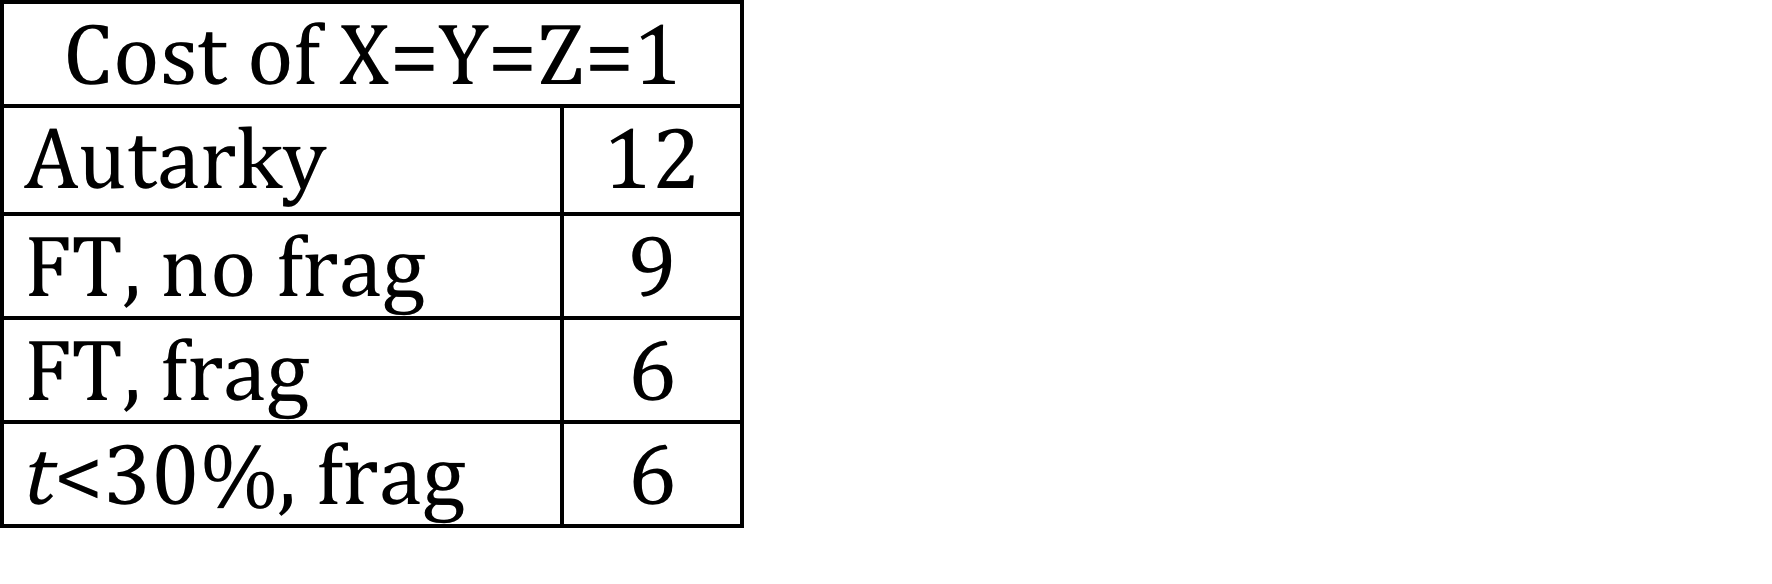 Cost of X=Y=Z=1
Autarky 12
FT, no frag 9
FT, frag 6
t<30%, frag 6